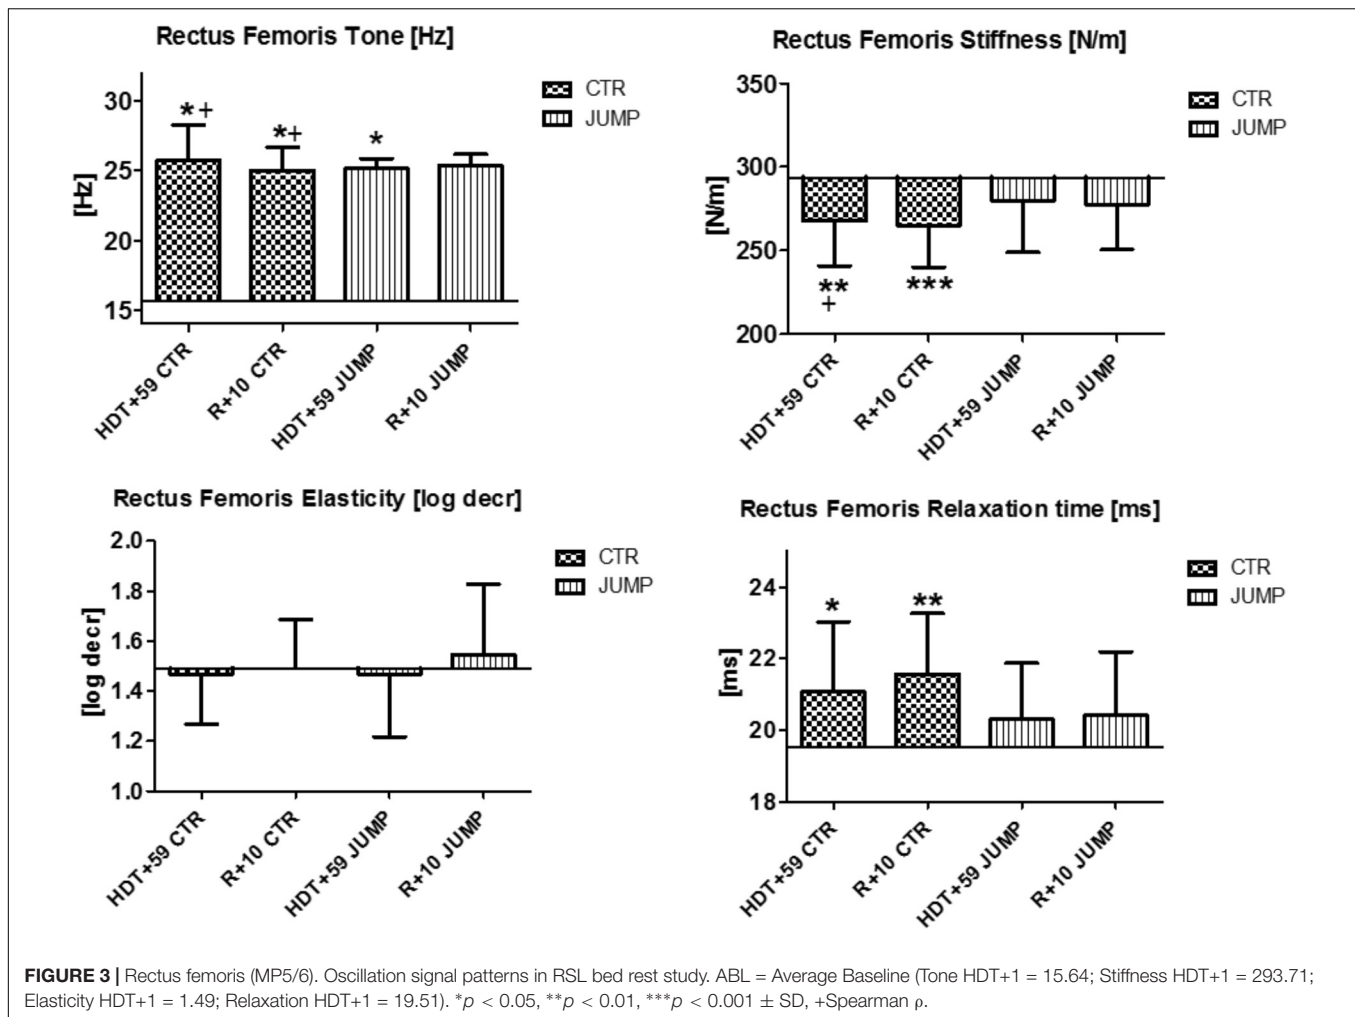 Rectus Femoris Tone [Hz]
CTR
JUMP
[Hz]
30
25
20
15
*+
*+
*
HDT+59 CTR
R+10 CTR
HDT+59 JUMP
R+10 JUMP
Rectus Femoris Stiffness [N/m]
CTR
JUMP
[N/m]
350
300
250
200
**
+
***
HDT+59 CTR
R+10 CTR
HDT+59 JUMP
R+10 JUMP
Rectus Femoris Elasticity [log decr]
CTR
JUMP
[log decr]
2.0
1.8
1.6
1.4
1.2
1.0
HDT+59 CTR
R+10 CTR
HDT+59 JUMP
R+10 JUMP
Rectus Femoris Relaxation time [ms]
CTR
JUMP
[ms]
24
22
20
18
*
**
HDT+59 CTR
R+10 CTR
HDT+59 JUMP
R+10 JUMP
FIGURE 3 | Rectus femoris (MP5/6). Oscillation signal patterns in RSL bed rest study. ABL = Average Baseline (Tone HDT+1 = 15.64; Stiffness HDT+1 = 293.71;
Elasticity HDT+1 = 1.49; Relaxation HDT+1 = 19.51). *p < 0.05, **p < 0.01, ***p < 0.001 ± SD, +Spearman ρ.